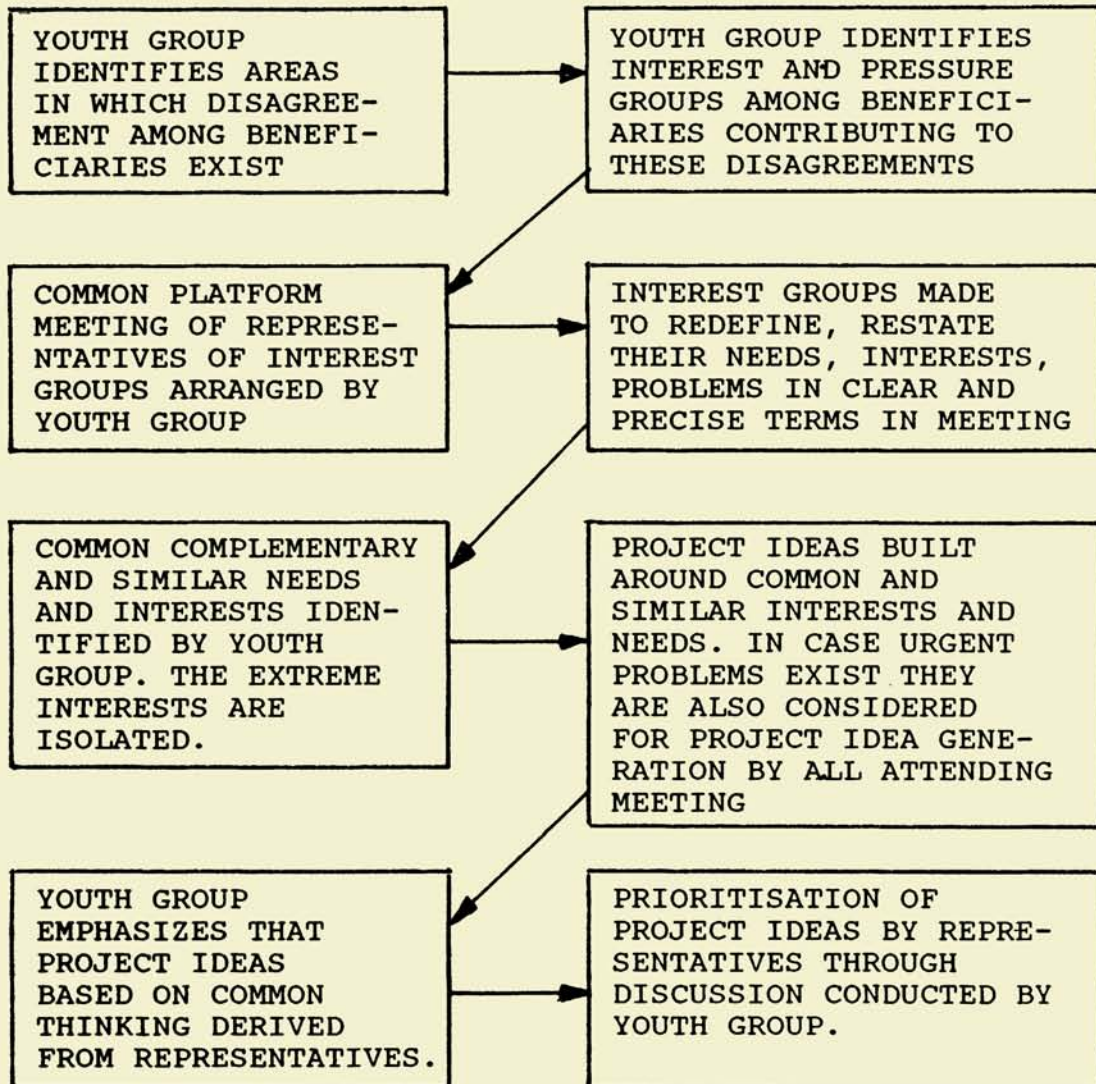 YOUTH GROUP
IDENTIFIES AREAS
IN WHICH DISAGREE-
MENT AMONG BENEFI-
CIARIES EXIST
YOUTH GROUP IDENTIFIES
INTEREST AND PRESSURE
GROUPS AMONG BENEFICI-
ARIES CONTRIBUTING TO
THESE DISAGREEMENTS
COMMON PLATFORM
MEETING OF REPRESE-
NTATIVES OF INTEREST
GROUPS ARRANGED BY
YOUTH GROUP
INTEREST GROUPS MADE
TO REDEFINE, RESTATE
THEIR NEEDS, INTERESTS,
PROBLEMS IN CLEAR AND
PRECISE TERMS IN MEETING
COMMON COMPLEMENTARY
AND SIMILAR NEEDS
AND INTERESTS IDEN-
TIFIED BY YOUTH
GROUP. THE EXTREME
INTERESTS ARE
ISOLATED.
PROJECT IDEAS BUILT
AROUND COMMON AND
SIMILAR INTERESTS AND
NEEDS. IN CASE URGENT
PROBLEMS EXIST THEY
ARE ALSO CONSIDERED
FOR PROJECT IDEA GENE-
RATION BY ALL ATTENDING
MEETING
YOUTH GROUP
EMPHASIZES THAT
PROJECT IDEAS
BASED ON COMMON
THINKING DERIVED
FROM REPRESENTATIVES.
PRIORITISATION OF
PROJECT IDEAS BY REPRE-
SENTATIVES THROUGH
DISCUSSION CONDUCTED BY
YOUTH GROUP.